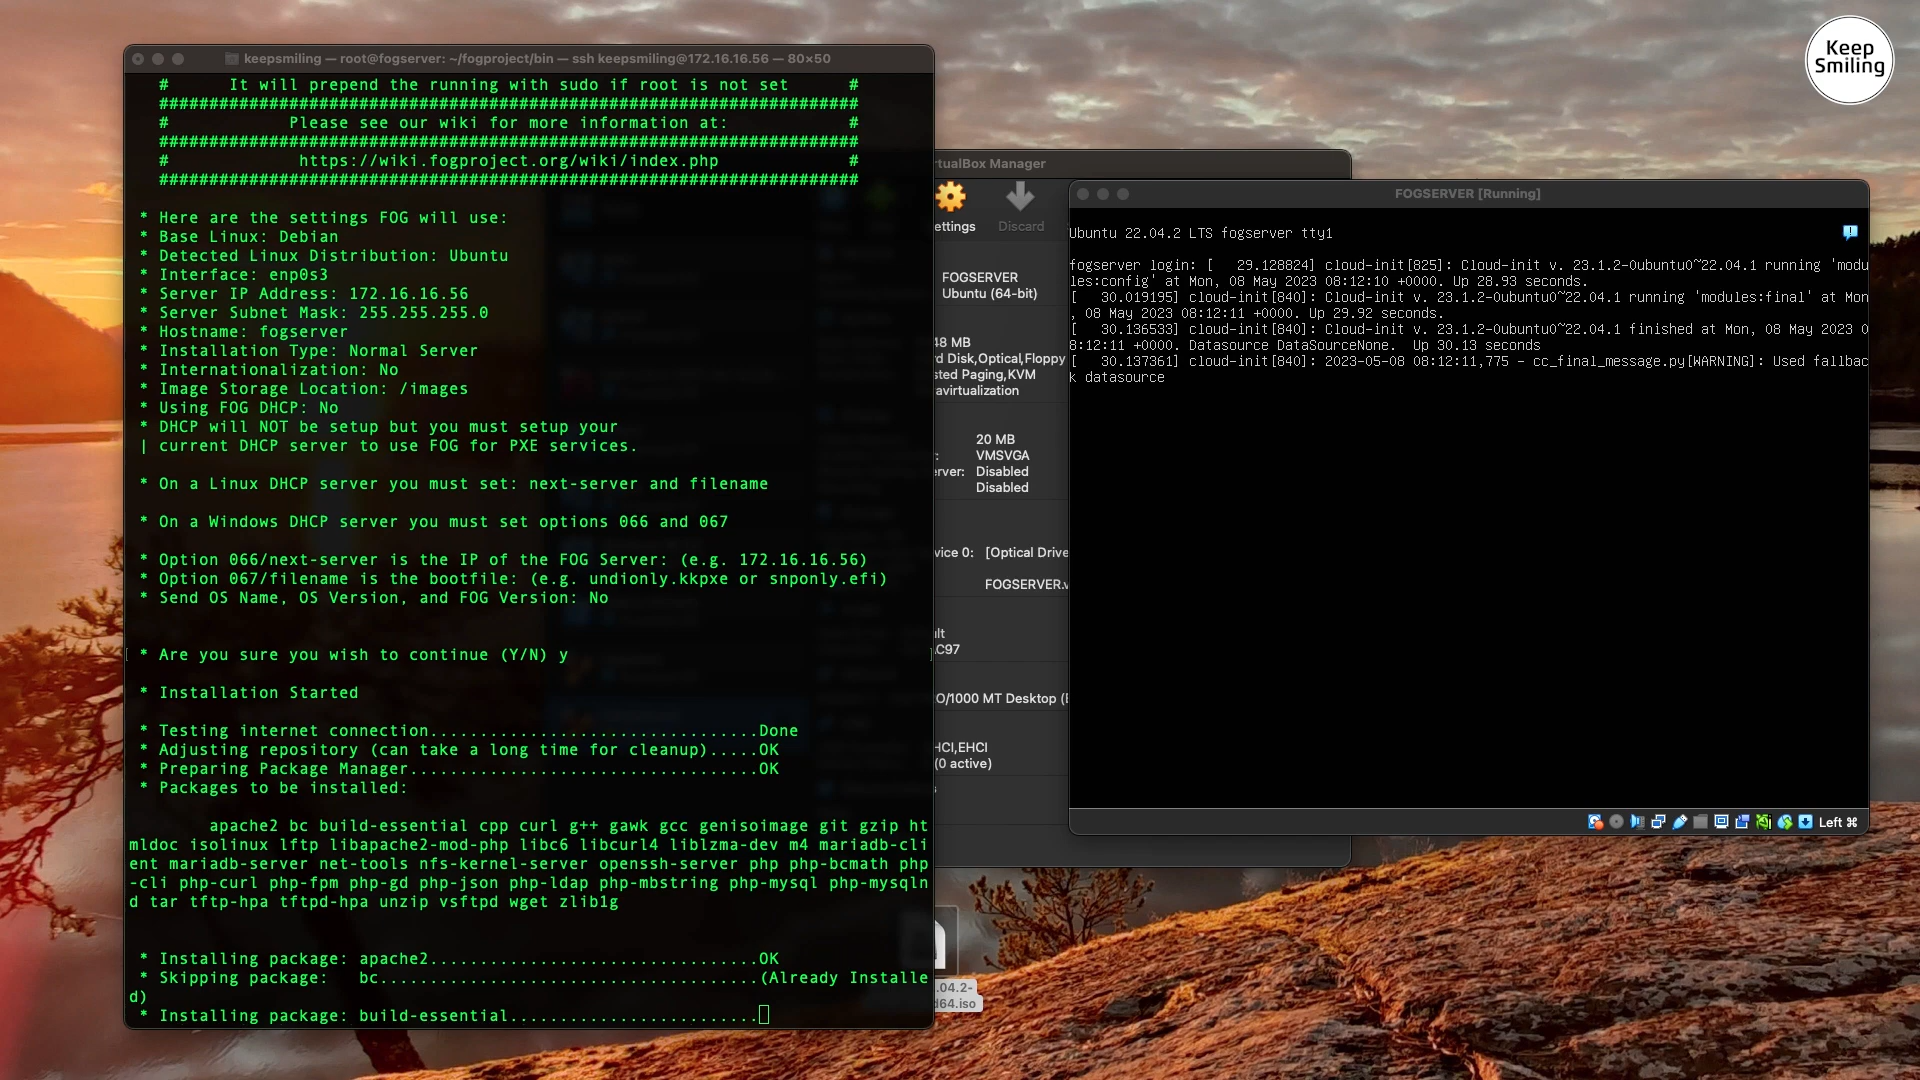 keepsmiling — root@fogserver: ~/fogproject/bin — ssh keepsmiling@172.16.16.56 — 80×50
# It will prepend the running with sudo if root is not set #
######################################################################
# Please see our wiki for more information at: #
######################################################################
# https://wiki.fogproject.org/wiki/index.php #
######################################################################
* Here are the settings FOG will use:
* Base Linux: Debian
* Detected Linux Distribution: Ubuntu
* Interface: enp0s3
* Server IP Address: 172.16.16.56
* Server Subnet Mask: 255.255.255.0
* Hostname: fogserver
* Installation Type: Normal Server
* Internationalization: No
* Image Storage Location: /images
* Using FOG DHCP: No
* DHCP will NOT be setup but you must setup your
| current DHCP server to use FOG for PXE services.
* On a Linux DHCP server you must set: next-server and filename
* On a Windows DHCP server you must set options 066 and 067
* Option 066/next-server is the IP of the FOG Server: (e.g. 172.16.16.56)
* Option 067/filename is the bootfile: (e.g. undionly.kkpxe or snponly.efi)
* Send OS Name, OS Version, and FOG Version: No
[ * Are you sure you wish to continue (Y/N) y ]
* Installation Started
* Testing internet connection.................................Done
* Adjusting repository (can take a long time for cleanup).....OK
* Preparing Package Manager...................................OK
* Packages to be installed:
apache2 bc build-essential cpp curl g++ gawk gcc genisoimage git gzip ht
mldoc isolinux lftp libapache2-mod-php libc6 libcurl4 liblzma-dev m4 mariadb-cli
ent mariadb-server net-tools nfs-kernel-server openssh-server php php-bcmath php
-cli php-curl php-fpm php-gd php-json php-ldap php-mbstring php-mysql php-mysqln
d tar tftp-hpa tftpd-hpa unzip vsftpd wget zlib1g
* Installing package: apache2.................................OK
* Skipping package: bc......................................(Already Installe
d)
* Installing package: build-essential.........................
Keep
Smiling
rtualBox Manager
ettings Discard
FOGSERVER
Ubuntu (64-bit)
48 MB
rd Disk,Optical,Floppy
sted Paging,KVM
avirtualization
20 MB
: VMSVGA
erver: Disabled
Disabled
vice 0: [Optical Drive
FOGSERVER.v
ult
AC97
O/1000 MT Desktop (
HCI,EHCI
(0 active)
s
.04.2-
d64.iso
FOGSERVER [Running]
Ubuntu 22.04.2 LTS fogserver tty1
fogserver login: [ 29.128824] cloud-init[825]: Cloud-init v. 23.1.2-0ubuntu0~22.04.1 running 'modu
les:config' at Mon, 08 May 2023 08:12:10 +0000. Up 28.93 seconds.
[ 30.019195] cloud-init[840]: Cloud-init v. 23.1.2-0ubuntu0~22.04.1 running 'modules:final' at Mon
, 08 May 2023 08:12:11 +0000. Up 29.92 seconds.
[ 30.136533] cloud-init[840]: Cloud-init v. 23.1.2-0ubuntu0~22.04.1 finished at Mon, 08 May 2023 0
8:12:11 +0000. Datasource DataSourceNone. Up 30.13 seconds
[ 30.137361] cloud-init[840]: 2023-05-08 08:12:11,775 - cc_final_message.py[WARNING]: Used fallbac
k datasource
Left ⌘